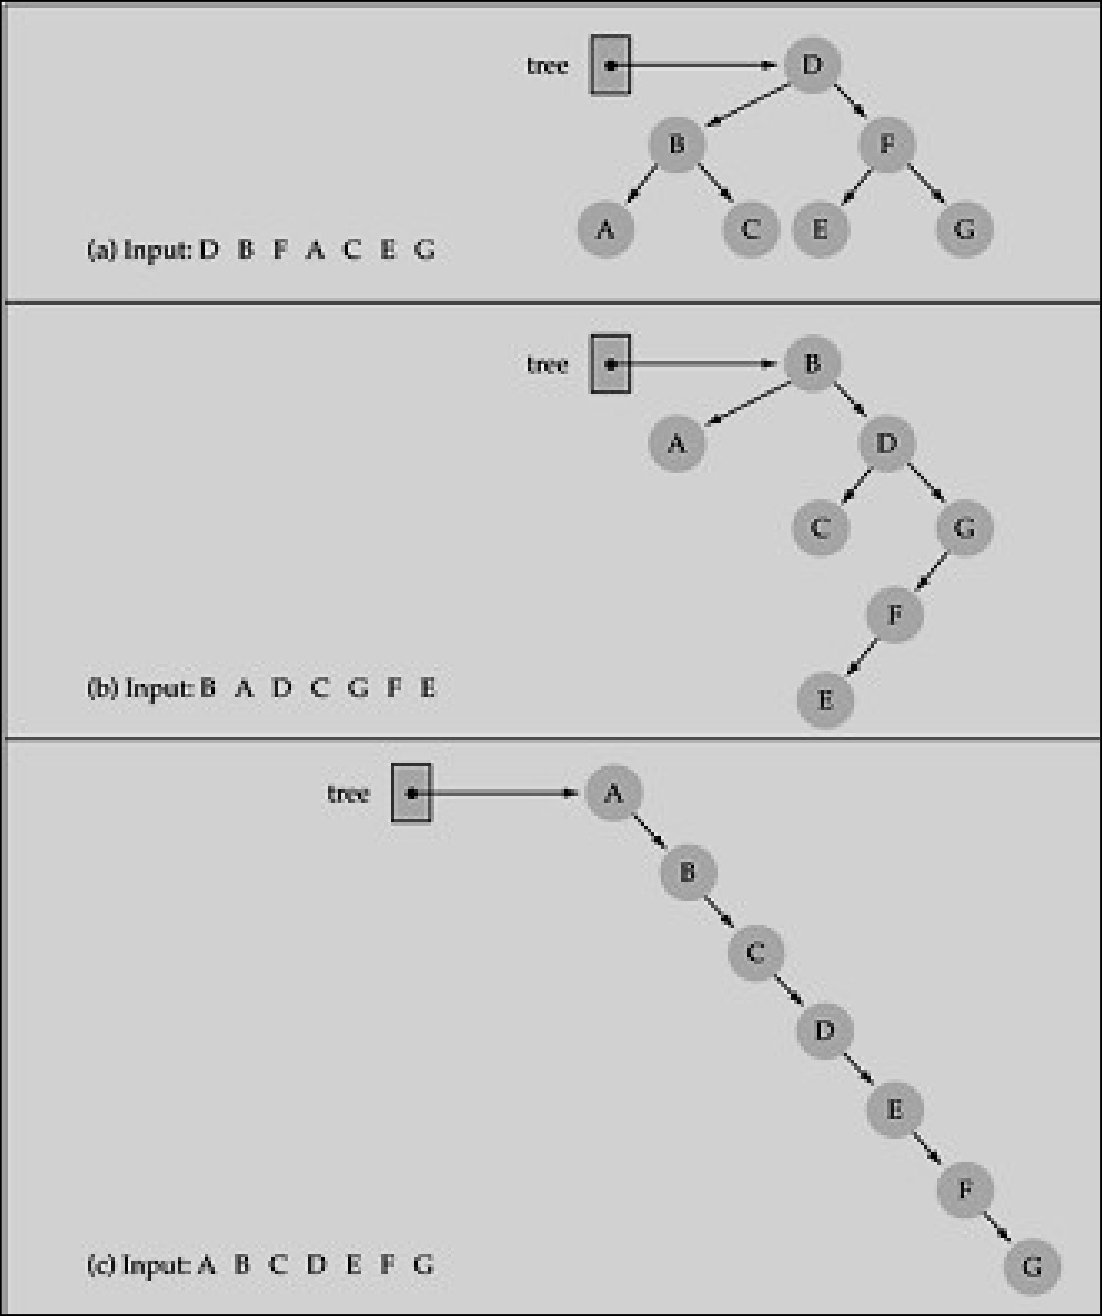 tree D
B F
A C E G
(a) Input: D B F A C E G
tree B
A D
C G
F
E
(b) Input: B A D C G F E
tree A
B
C
D
E
F
G
(c) Input: A B C D E F G